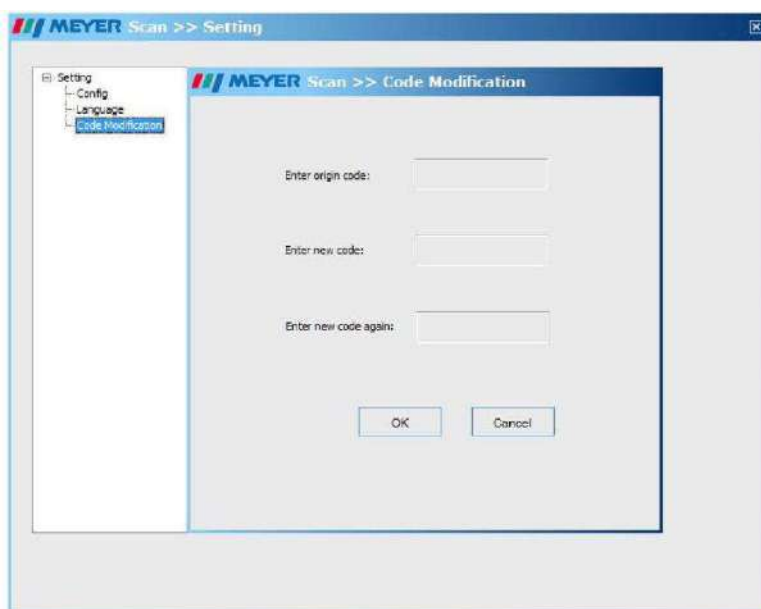 MEYER Scan >> Setting
Setting
Config
Language
Code Modification
MEYER Scan >> Code Modification
Enter origin code:
Enter new code:
Enter new code again:
OK
Cancel